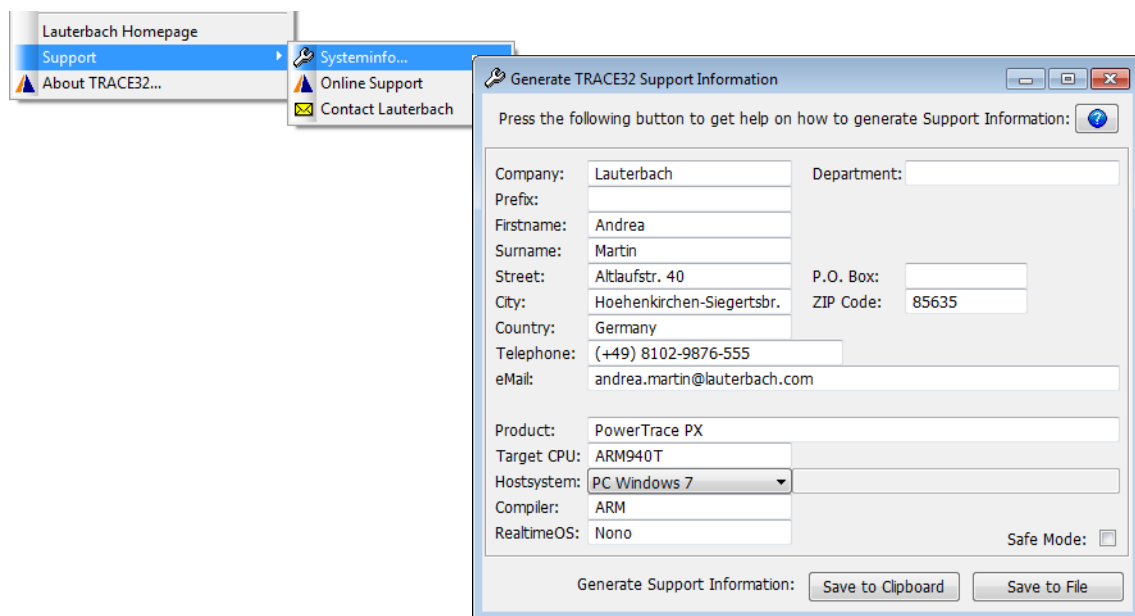 Lauterbach Homepage
Support
About TRACE32...
Systeminfo...
Online Support
Contact Lauterbach
Generate TRACE32 Support Information
Press the following button to get help on how to generate Support Information:
Company: Lauterbach Department:
Prefix:
Firstname: Andrea
Surname: Martin
Street: Altlaufstr. 40 P.O. Box:
City: Hoehenkirchen-Siegertsbr. ZIP Code: 85635
Country: Germany
Telephone: (+49) 8102-9876-555
eMail: andrea.martin@lauterbach.com
Product: PowerTrace PX
Target CPU: ARM940T
Hostsystem: PC Windows 7
Compiler: ARM
RealtimeOS: Nono
Safe Mode:
Generate Support Information: Save to Clipboard Save to File